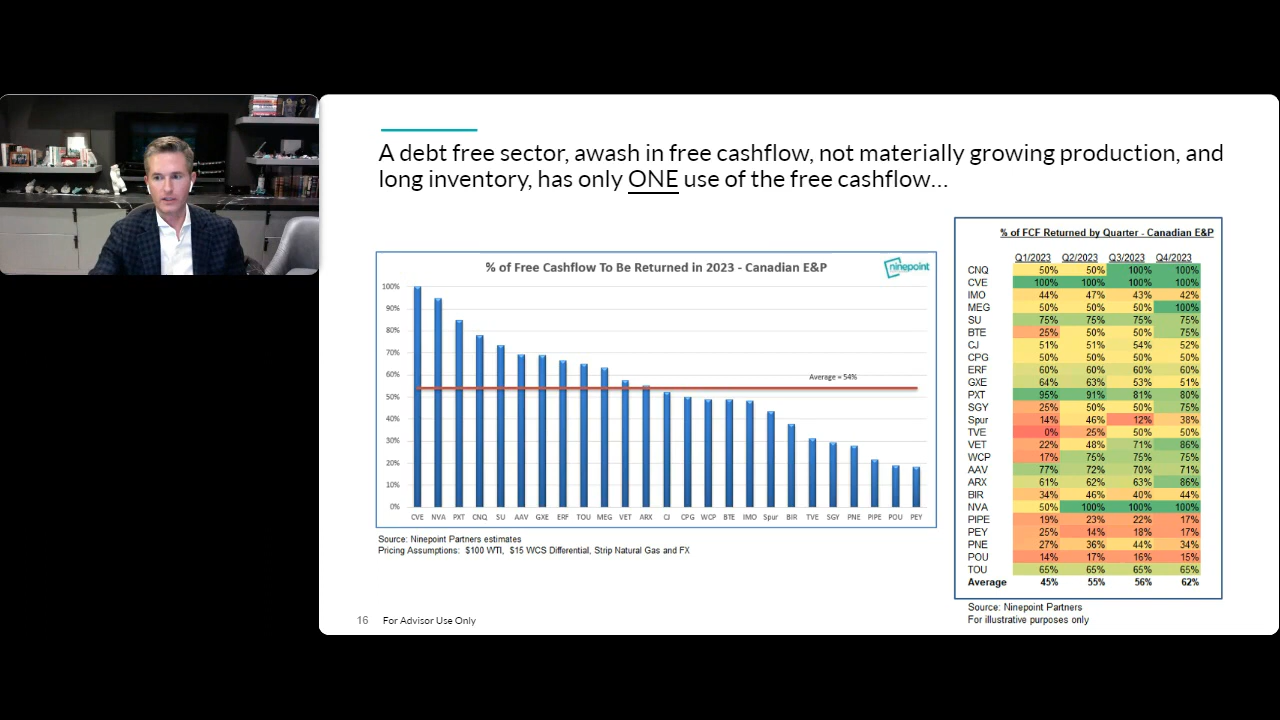 A debt free sector, awash in free cashflow, not materially growing production, and
long inventory, has only ONE use of the free cashflow...
% of Free Cashflow To Be Returned in 2023 - Canadian E&P
ninepoint
100%
90%
80%
70%
60%
50%
40%
30%
20%
10%
0%
Average = 54%
CVE NVA PXT CNQ SU AAV GXE ERF TOU MEG VET ARX CJ CPG WCP BTE IMO Spur BIR TVE SGY PNE PIPE POU PEY
Source: Ninepoint Partners estimates
Pricing Assumptions: $100 WTI, $15 WCS Differential, Strip Natural Gas and FX
% of FCF Returned by Quarter - Canadian E&P
Q1/2023 Q2/2023 Q3/2023 Q4/2023
CNQ 50% 50% 100% 100%
CVE 100% 100% 100% 100%
IMO 44% 47% 43% 42%
MEG 50% 50% 50% 100%
SU 75% 75% 75% 75%
BTE 25% 50% 50% 75%
CJ 51% 51% 54% 52%
CPG 50% 50% 50% 50%
ERF 60% 60% 60% 60%
GXE 64% 63% 53% 51%
PXT 95% 91% 81% 80%
SGY 25% 50% 50% 75%
Spur 14% 46% 12% 38%
TVE 0% 25% 50% 50%
VET 22% 48% 71% 86%
WCP 17% 75% 75% 75%
AAV 77% 72% 70% 71%
ARX 61% 62% 63% 86%
BIR 34% 46% 40% 44%
NVA 50% 100% 100% 100%
PIPE 19% 23% 22% 17%
PEY 25% 14% 18% 17%
PNE 27% 36% 44% 34%
POU 14% 17% 16% 15%
TOU 65% 65% 65% 65%
Average 45% 55% 56% 62%
Source: Ninepoint Partners
For illustrative purposes only
16 For Advisor Use Only